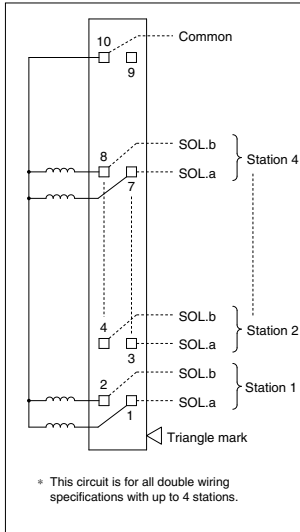 10
Common
9
8
SOL.b
Station 4
SOL.a
7
4
SOL.b
Station 2
SOL.a
3
2
SOL.b
Station 1
SOL.a
1
Triangle mark
* This circuit is for all double wiring
specifications with up to 4 stations.